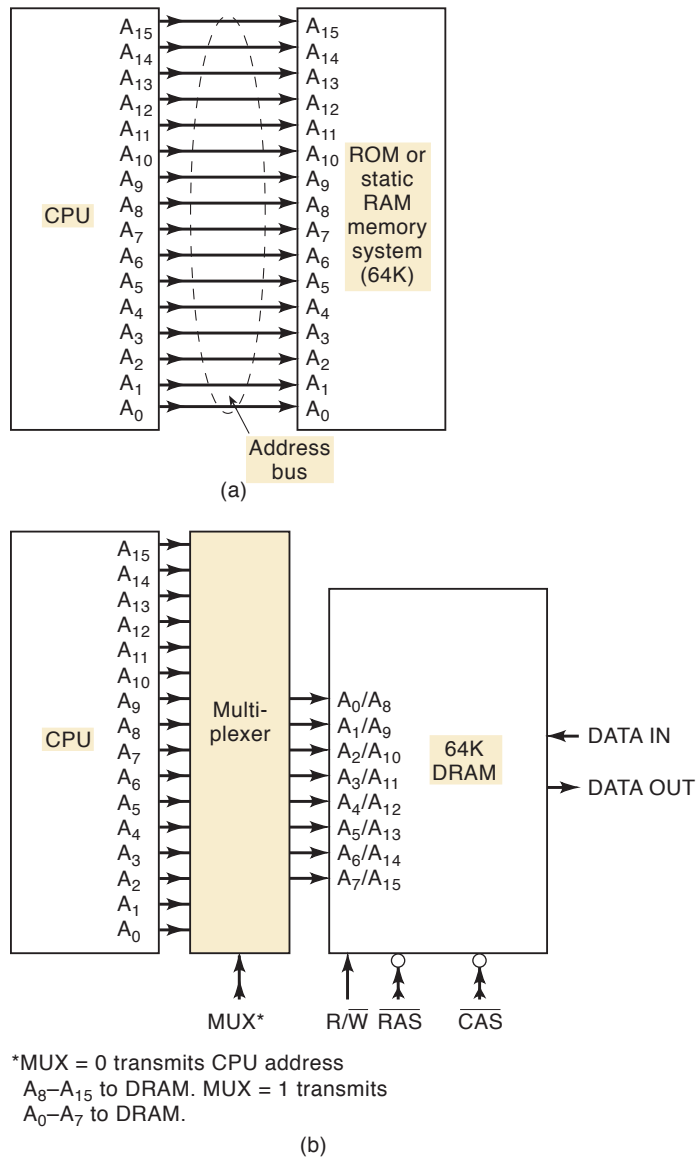 A₁₅ A₁₅
A₁₄ A₁₄
A₁₃ A₁₃
A₁₂ A₁₂
A₁₁ A₁₁
A₁₀ A₁₀
A₉ A₉
A₈ A₈
A₇ A₇
A₆ A₆
A₅ A₅
A₄ A₄
A₃ A₃
A₂ A₂
A₁ A₁
A₀ A₀
CPU
ROM or
static
RAM
memory
system
(64K)
Address
bus
(a)
A₁₅
A₁₄
A₁₃
A₁₂
A₁₁
A₁₀
A₉
A₈
A₇
A₆
A₅
A₄
A₃
A₂
A₁
A₀
CPU
Multi-
plexer
A₀/A₈
A₁/A₉
A₂/A₁₀
A₃/A₁₁
A₄/A₁₂
A₅/A₁₃
A₆/A₁₄
A₇/A₁₅
64K
DRAM
DATA IN
DATA OUT
MUX* R/W̅ R̅A̅S̅ C̅A̅S̅
*MUX = 0 transmits CPU address
A₈–A₁₅ to DRAM. MUX = 1 transmits
A₀–A₇ to DRAM.
(b)